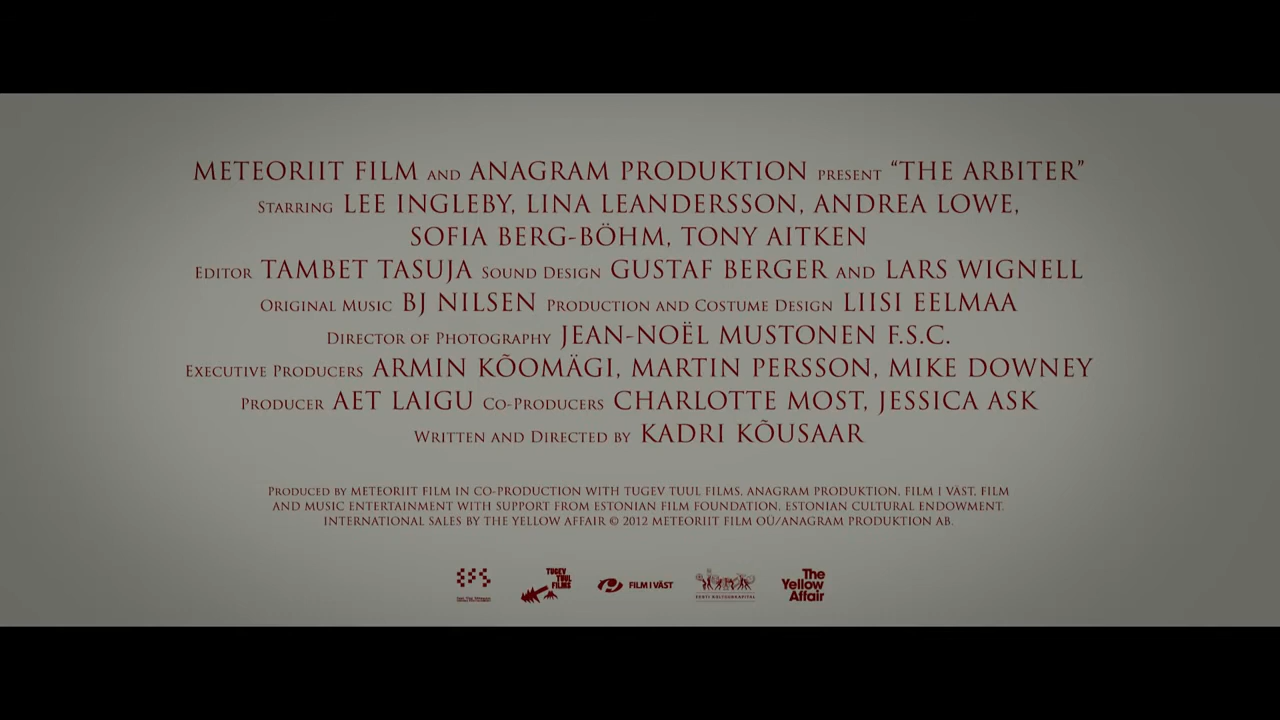 METEORIIT FILM AND ANAGRAM PRODUKTION PRESENT “THE ARBITER”
STARRING LEE INGLEBY, LINA LEANDERSSON, ANDREA LOWE,
SOFIA BERG-BÖHM, TONY AITKEN
EDITOR TAMBET TASUJA SOUND DESIGN GUSTAF BERGER AND LARS WIGNELL
ORIGINAL MUSIC BJ NILSEN PRODUCTION AND COSTUME DESIGN LIISI EELMAA
DIRECTOR OF PHOTOGRAPHY JEAN-NOËL MUSTONEN F.S.C.
EXECUTIVE PRODUCERS ARMIN KÕOMÄGI, MARTIN PERSSON, MIKE DOWNEY
PRODUCER AET LAIGU CO-PRODUCERS CHARLOTTE MOST, JESSICA ASK
WRITTEN AND DIRECTED BY KADRI KÕUSAAR
PRODUCED BY METEORIIT FILM IN CO-PRODUCTION WITH TUGEV TUUL FILMS, ANAGRAM PRODUKTION, FILM I VÄST, FILM
AND MUSIC ENTERTAINMENT WITH SUPPORT FROM ESTONIAN FILM FOUNDATION, ESTONIAN CULTURAL ENDOWMENT.
INTERNATIONAL SALES BY THE YELLOW AFFAIR © 2012 METEORIIT FILM OÜ/ANAGRAM PRODUKTION AB.
TUGEV
TUUL
FILMS
FILM I VÄST
EESTI KULTUURKAPITAL
The
Yellow
Affair